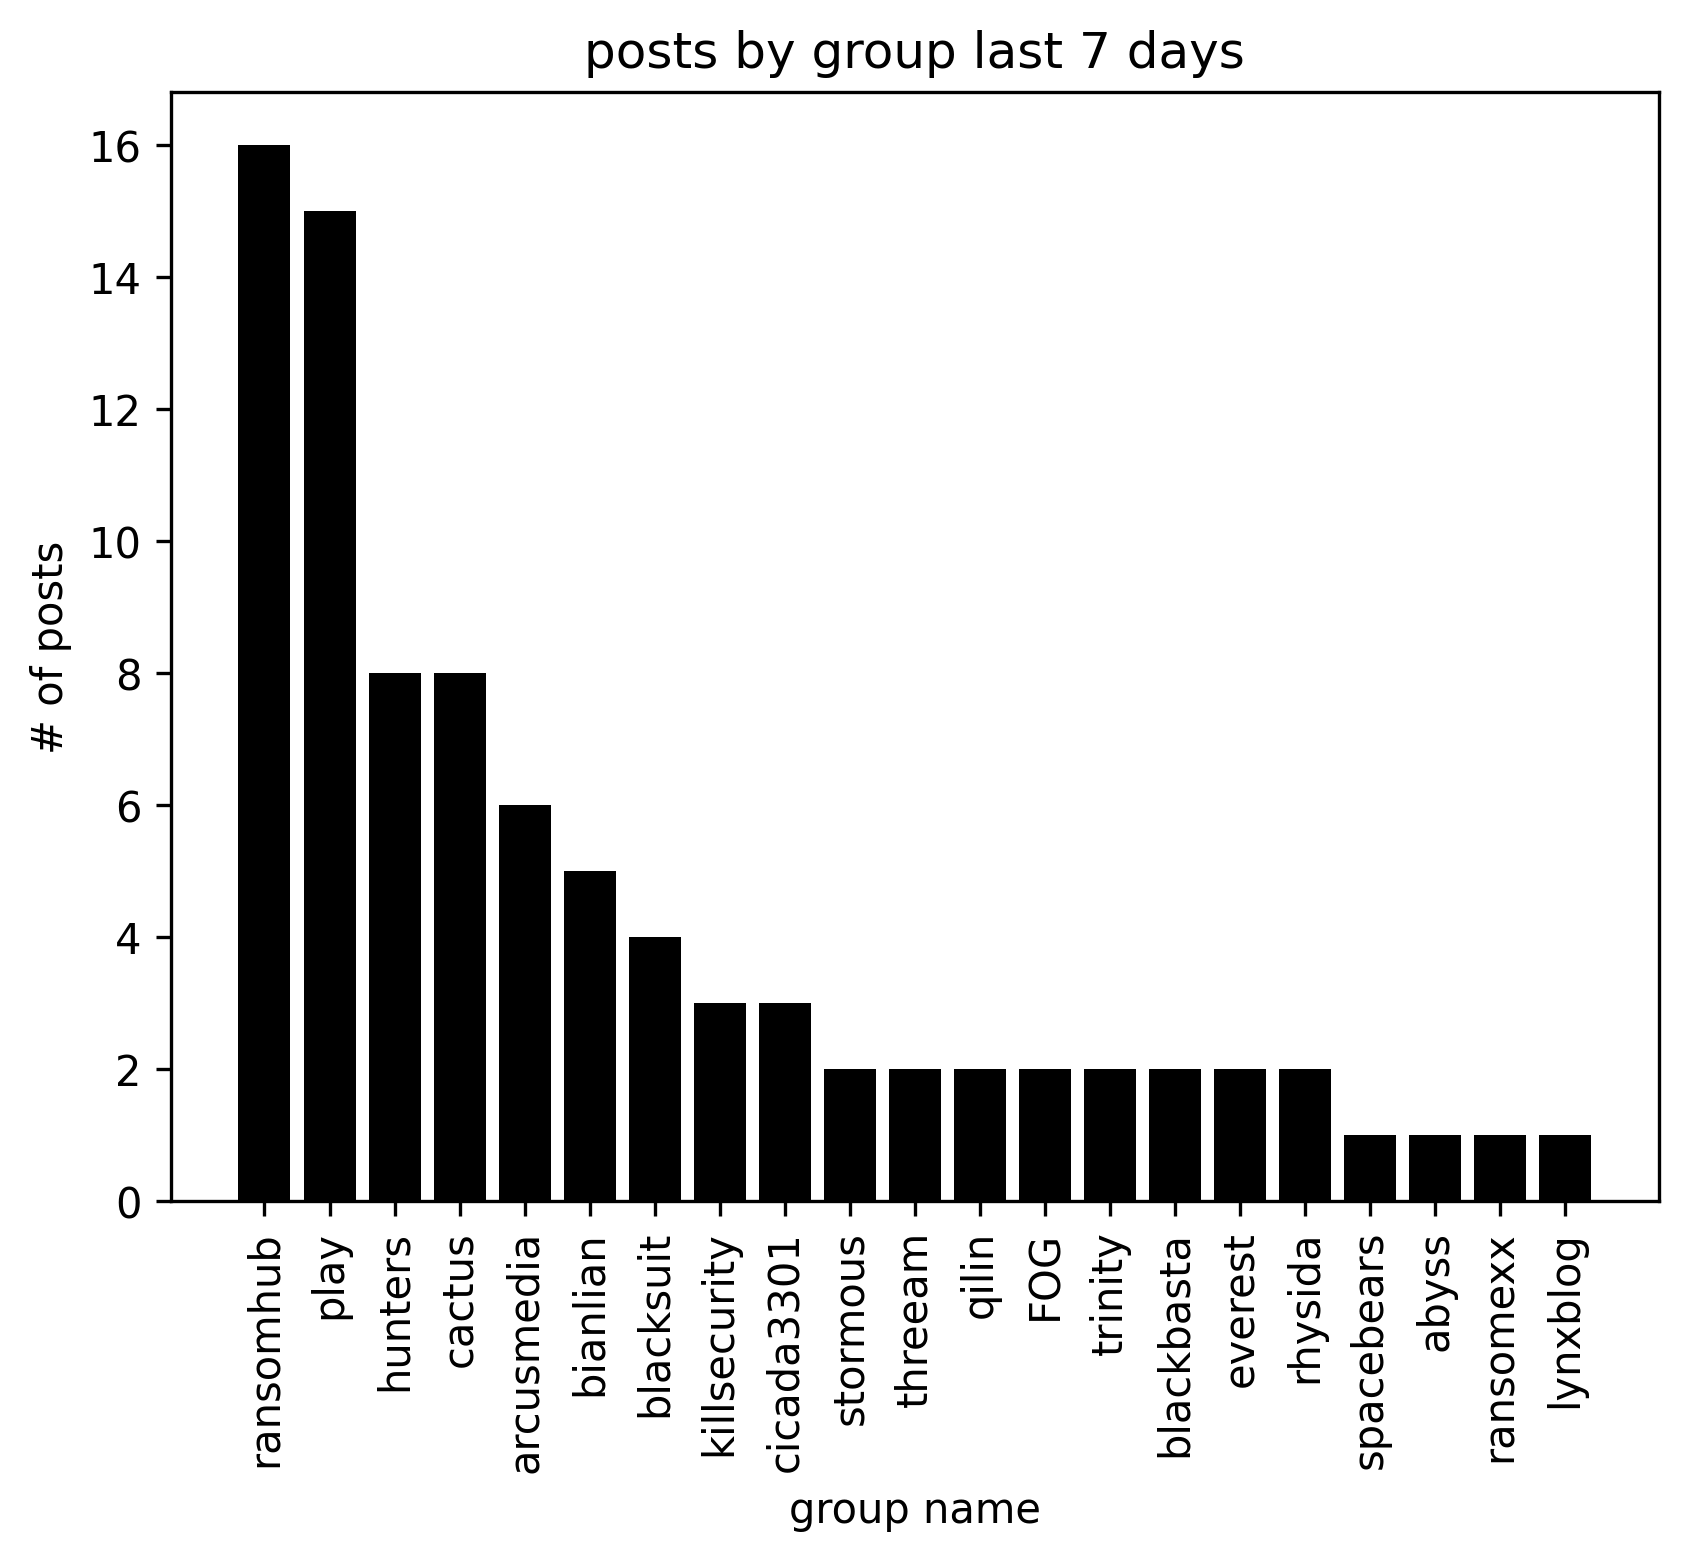 posts by group last 7 days
# of posts
16
14
12
10
8
6
4
2
0
ransomhub
play
hunters
cactus
arcusmedia
bianlian
blacksuit
killsecurity
cicada3301
stormous
threeam
qilin
FOG
trinity
blackbasta
everest
rhysida
spacebears
abyss
ransomexx
lynxblog
group name